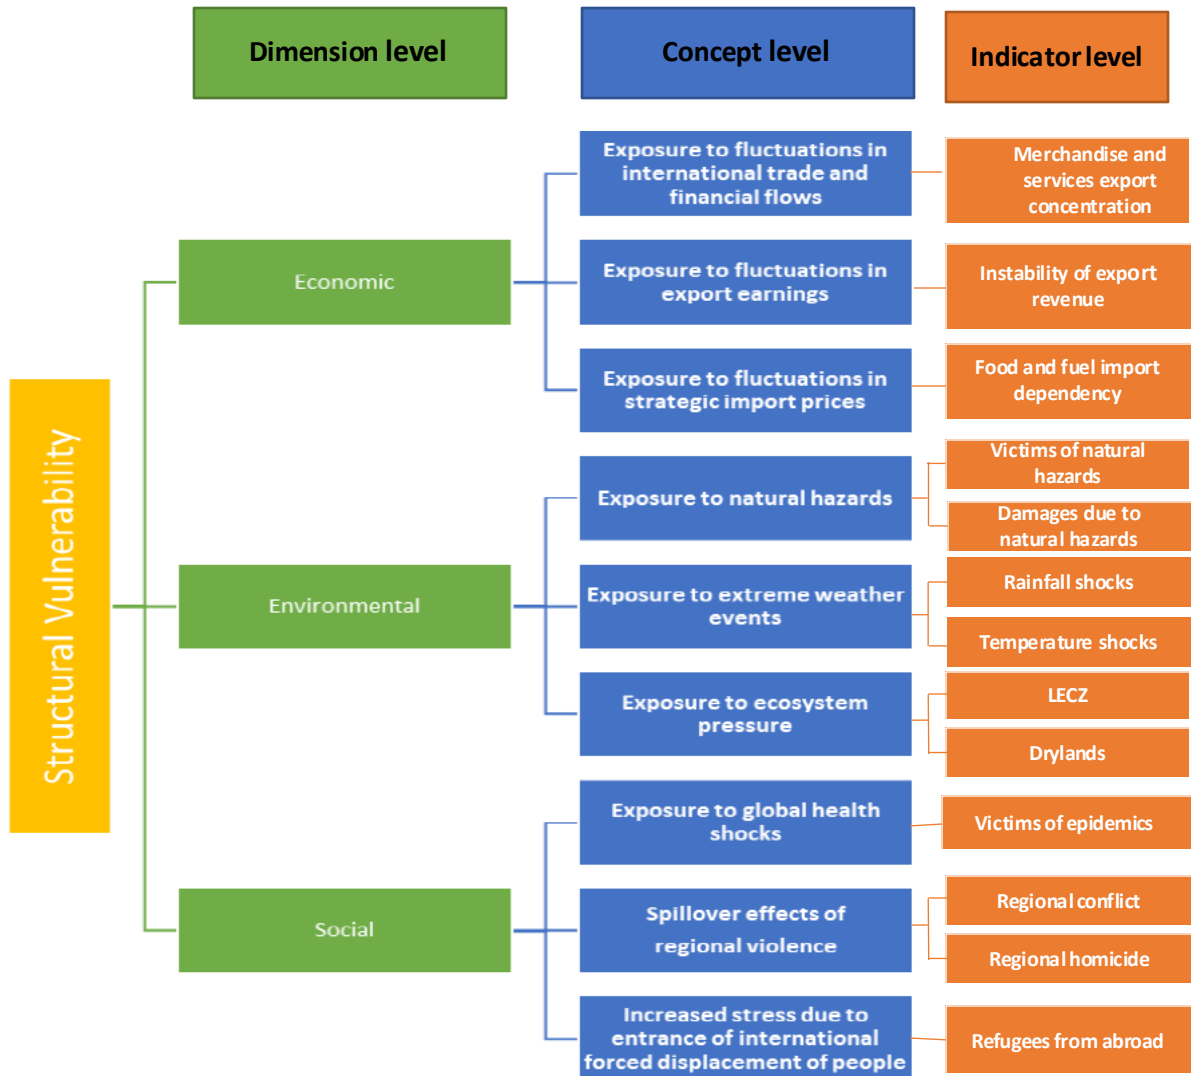 Dimension level
Concept level
Indicator level
Structural Vulnerability
Economic
Exposure to fluctuations in
international trade and
financial flows
Merchandise and
services export
concentration
Exposure to fluctuations in
export earnings
Instability of export
revenue
Exposure to fluctuations in
strategic import prices
Food and fuel import
dependency
Environmental
Exposure to natural hazards
Victims of natural
hazards
Damages due to
natural hazards
Exposure to extreme weather
events
Rainfall shocks
Temperature shocks
Exposure to ecosystem
pressure
LECZ
Drylands
Social
Exposure to global health
shocks
Victims of epidemics
Spillover effects of
regional violence
Regional conflict
Regional homicide
Increased stress due to
entrance of international
forced displacement of people
Refugees from abroad